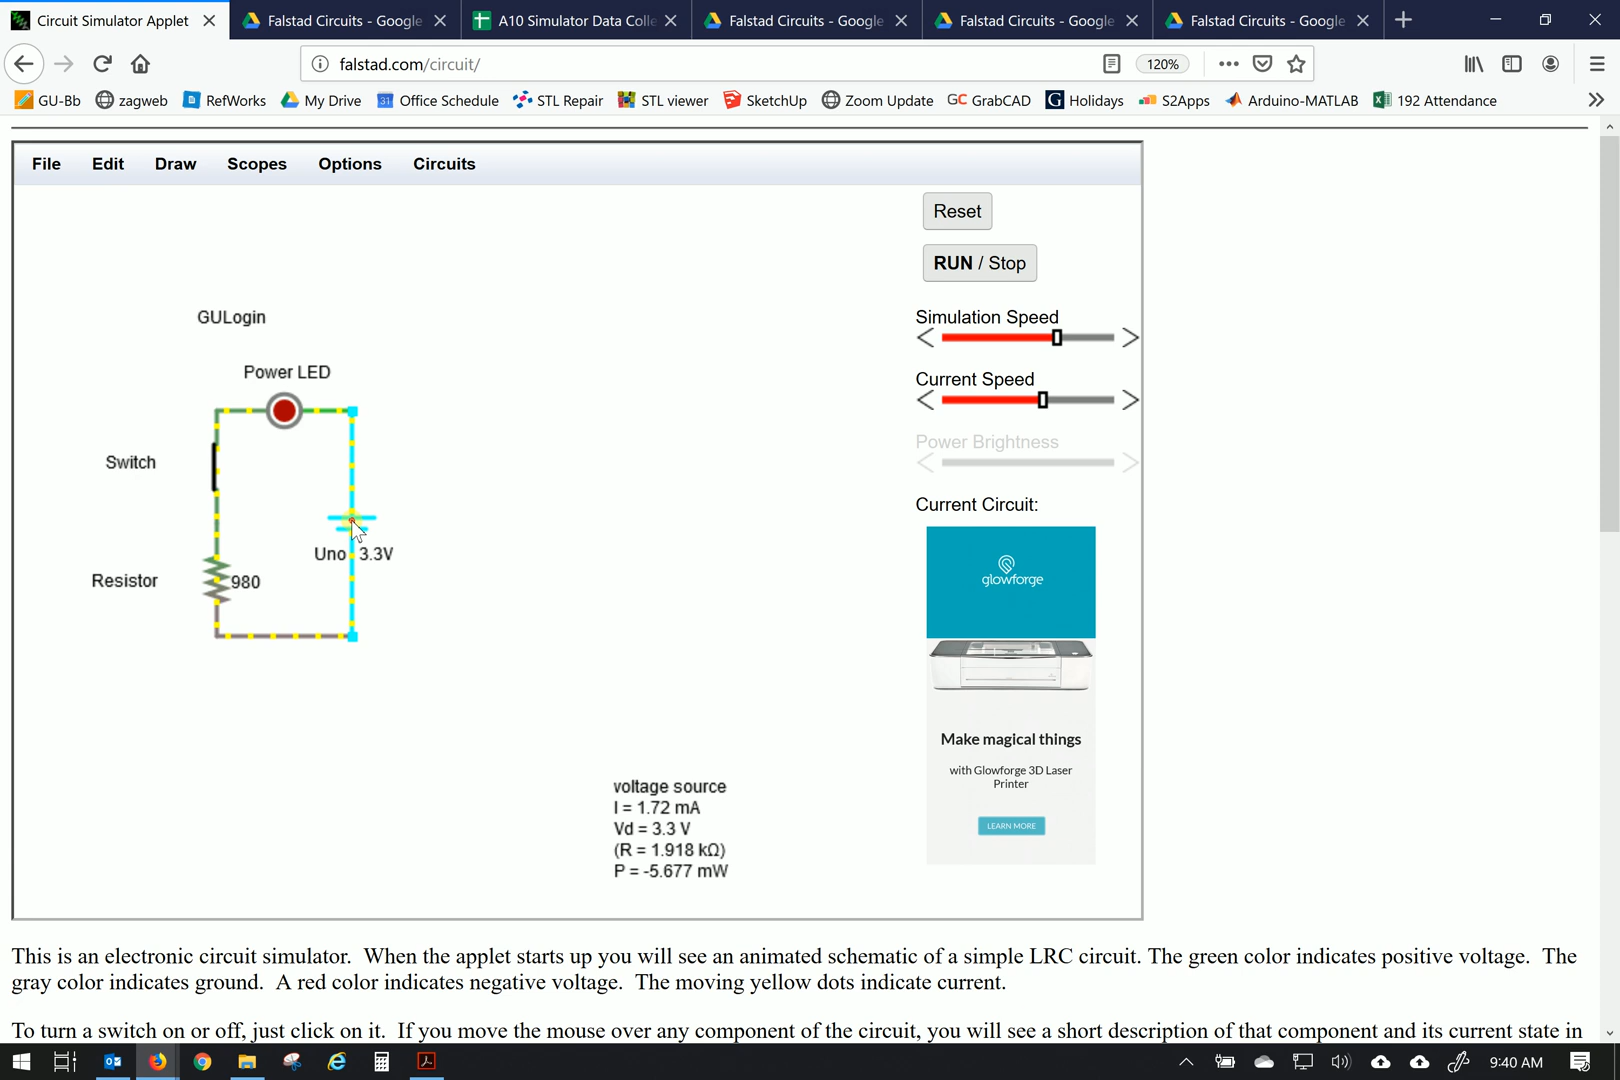 Circuit Simulator Applet
Falstad Circuits - Google
A10 Simulator Data Colle
Falstad Circuits - Google
Falstad Circuits - Google
Falstad Circuits - Google
falstad.com/circuit/
120%
GU-Bb
zagweb
RefWorks
My Drive
31
Office Schedule
STL Repair
STL viewer
SketchUp
Zoom Update
GC GrabCAD
G Holidays
S2Apps
Arduino-MATLAB
192 Attendance
File
Edit
Draw
Scopes
Options
Circuits
Reset
RUN / Stop
Simulation Speed
Current Speed
Power Brightness
Current Circuit:
GULogin
Power LED
Switch
Uno 3.3V
Resistor
980
glowforge
Make magical things
with Glowforge 3D Laser
Printer
LEARN MORE
voltage source
I = 1.72 mA
Vd = 3.3 V
(R = 1.918 kΩ)
P = -5.677 mW
This is an electronic circuit simulator.  When the applet starts up you will see an animated schematic of a simple LRC circuit. The green color indicates positive voltage.  The
gray color indicates ground.  A red color indicates negative voltage.  The moving yellow dots indicate current.
To turn a switch on or off, just click on it.  If you move the mouse over any component of the circuit, you will see a short description of that component and its current state in
9:40 AM